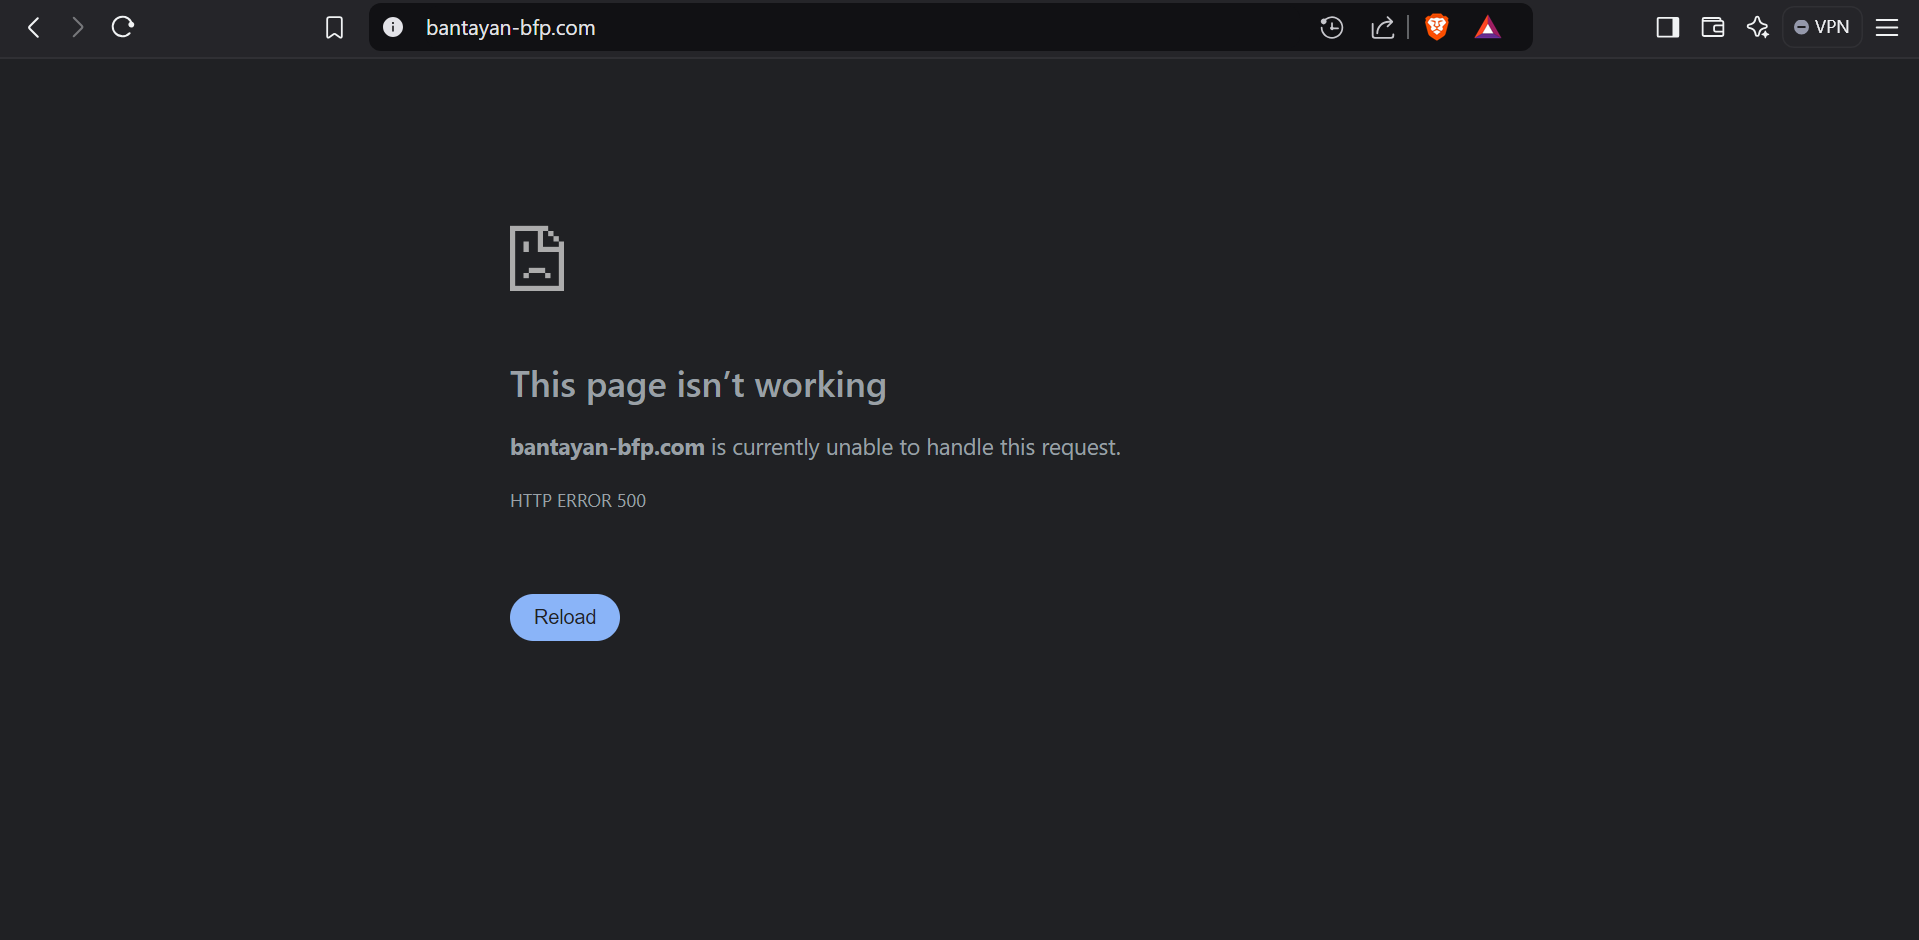 bantayan-bfp.com
VPN
This page isn’t working
bantayan-bfp.com is currently unable to handle this request.
HTTP ERROR 500
Reload